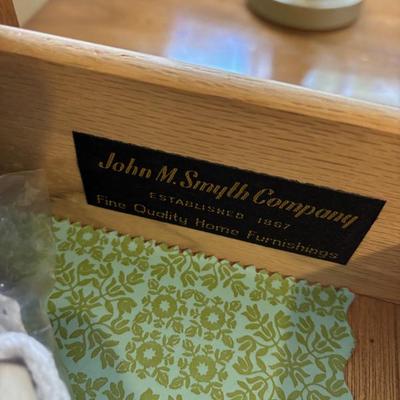 John M. Smyth Company
ESTABLISHED 1867
Fine Quality Home Furnishings